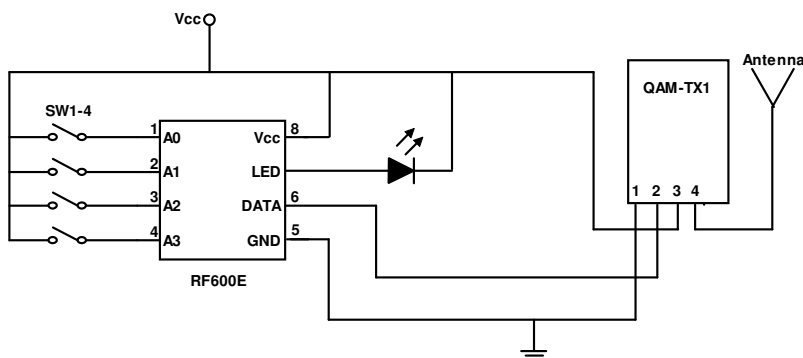 Vcc
Antenna
QAM-TX1
SW1-4
1 A0 Vcc 8
2 A1 LED
3 A2 DATA 6
4 A3 GND 5
1 2 3 4
RF600E